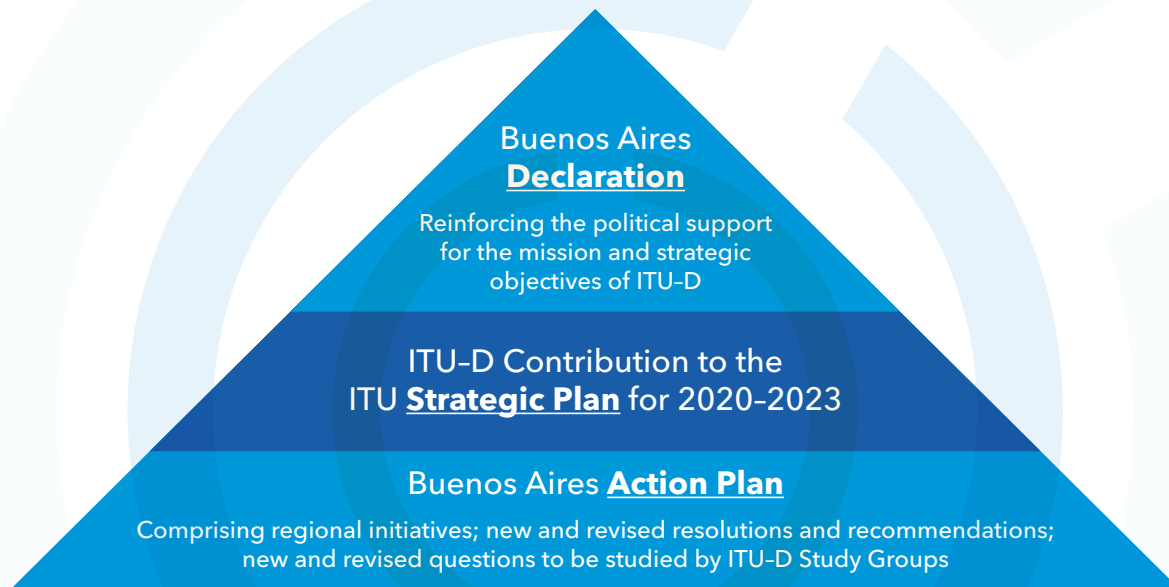 Buenos Aires
Declaration
Reinforcing the political support
for the mission and strategic
objectives of ITU–D
ITU–D Contribution to the
ITU Strategic Plan for 2020–2023
Buenos Aires Action Plan
Comprising regional initiatives; new and revised resolutions and recommendations;
new and revised questions to be studied by ITU–D Study Groups